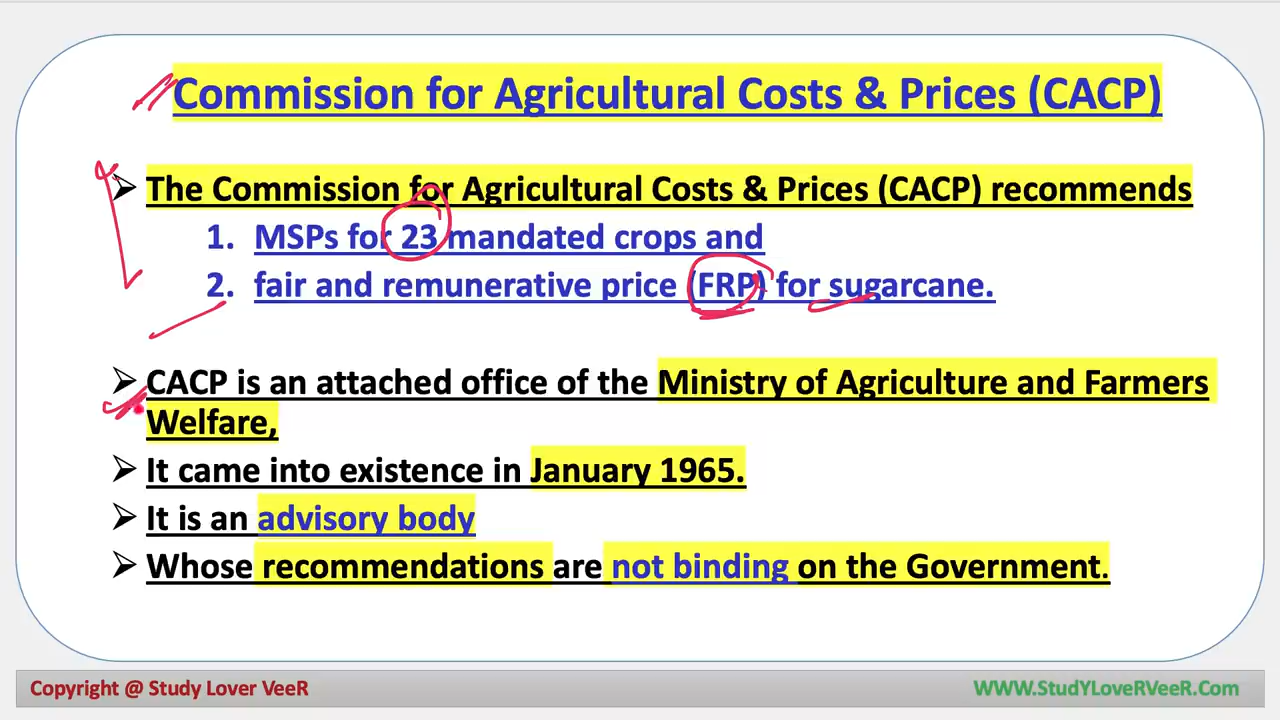 Commission for Agricultural Costs & Prices (CACP)
➢ The Commission for Agricultural Costs & Prices (CACP) recommends
1. MSPs for 23 mandated crops and
2. fair and remunerative price (FRP) for sugarcane.
➢ CACP is an attached office of the Ministry of Agriculture and Farmers
Welfare,
➢ It came into existence in January 1965.
➢ It is an advisory body
➢ Whose recommendations are not binding on the Government.
Copyright @ Study Lover VeeR
WWW.StudYLoveRVeeR.Com